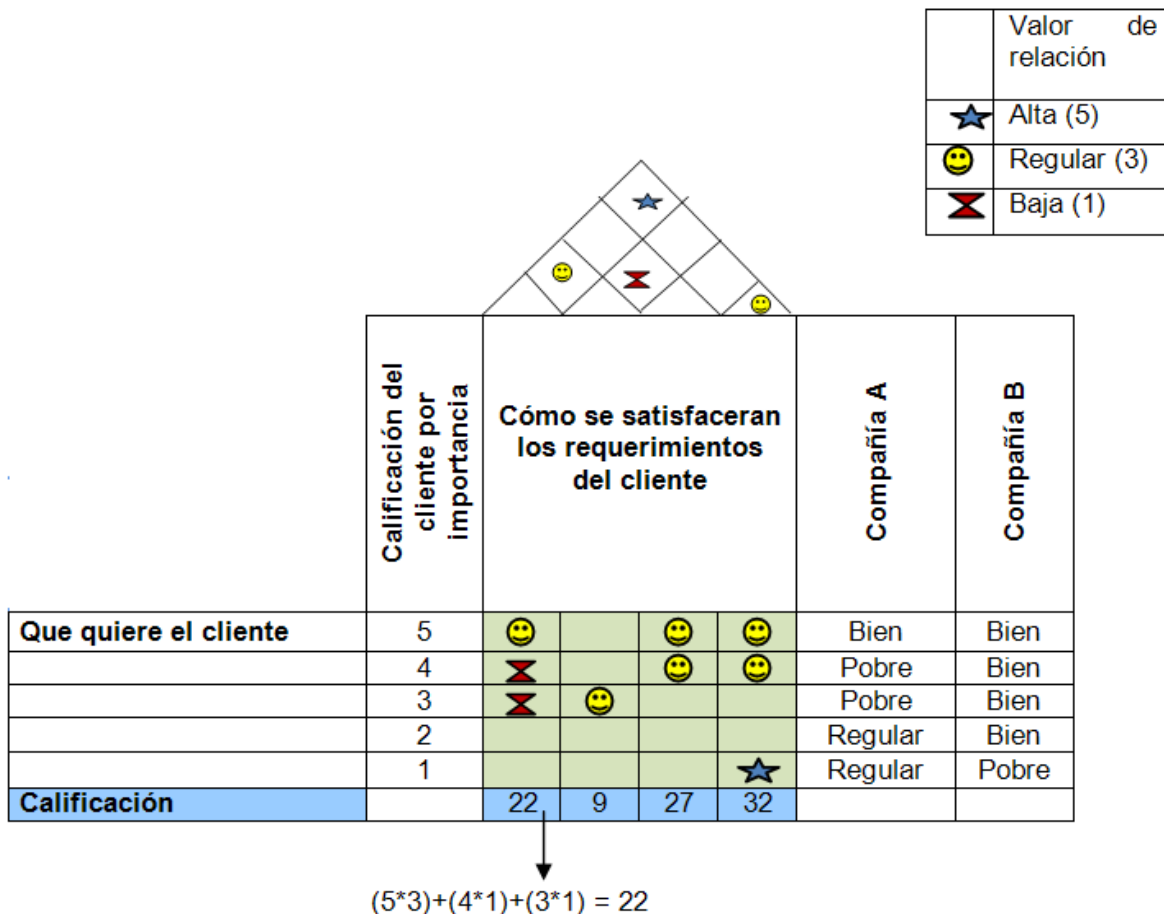 Valor de
relación
Alta (5)
Regular (3)
Baja (1)
Calificación del
cliente por
importancia
Cómo se satisfaceran
los requerimientos
del cliente
Compañía A
Compañía B
Que quiere el cliente 5 Bien Bien
4 Pobre Bien
3 Pobre Bien
2 Regular Bien
1 Regular Pobre
Calificación 22 9 27 32
(5*3)+(4*1)+(3*1) = 22